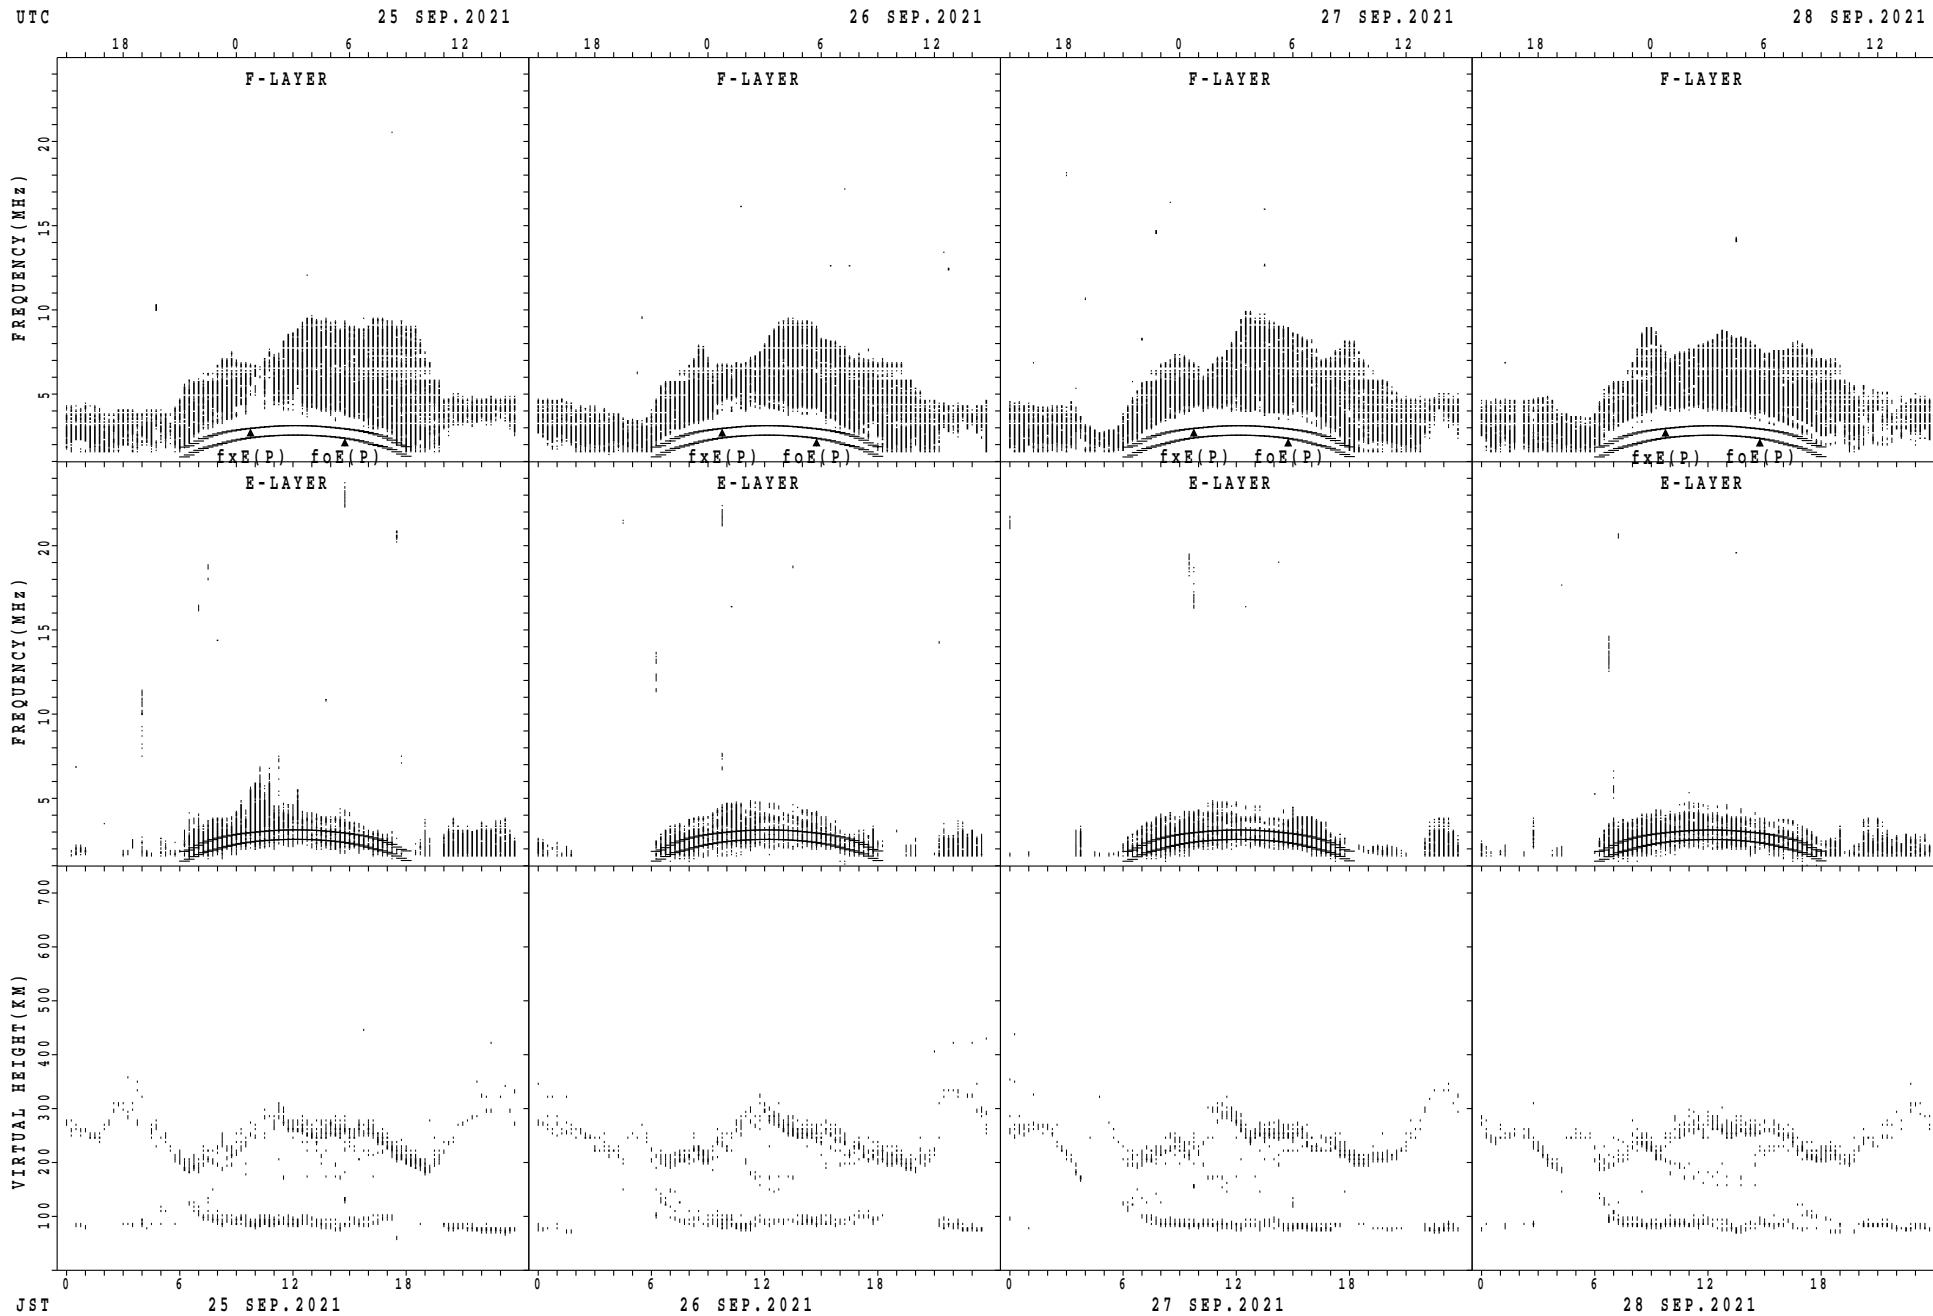 UTC 25 SEP.2021 26 SEP.2021 27 SEP.2021 28 SEP.2021
18 0 6 12 18 0 6 12 18 0 6 12 18 0 6 12
F-LAYER F-LAYER F-LAYER F-LAYER
FREQUENCY(MHz)
20
15
10
5
fxE(P) foE(P) fxE(P) foE(P) fxE(P) foE(P) fxE(P) foE(P)
E-LAYER E-LAYER E-LAYER E-LAYER
FREQUENCY(MHz)
20
15
10
5
VIRTUAL HEIGHT(KM)
700
600
500
400
300
200
100
0 6 12 18 0 6 12 18 0 6 12 18 0 6 12 18
JST 25 SEP.2021 26 SEP.2021 27 SEP.2021 28 SEP.2021